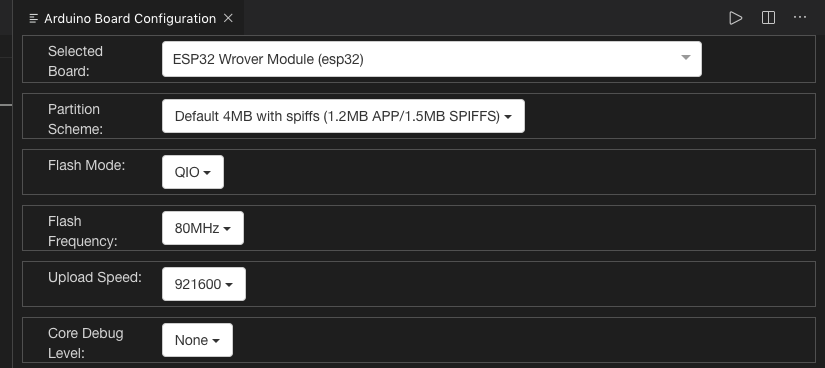 Arduino Board Configuration
Selected
Board:
ESP32 Wrover Module (esp32)
Partition
Scheme:
Default 4MB with spiffs (1.2MB APP/1.5MB SPIFFS)
Flash Mode:
QIO
Flash
Frequency:
80MHz
Upload Speed:
921600
Core Debug
Level:
None